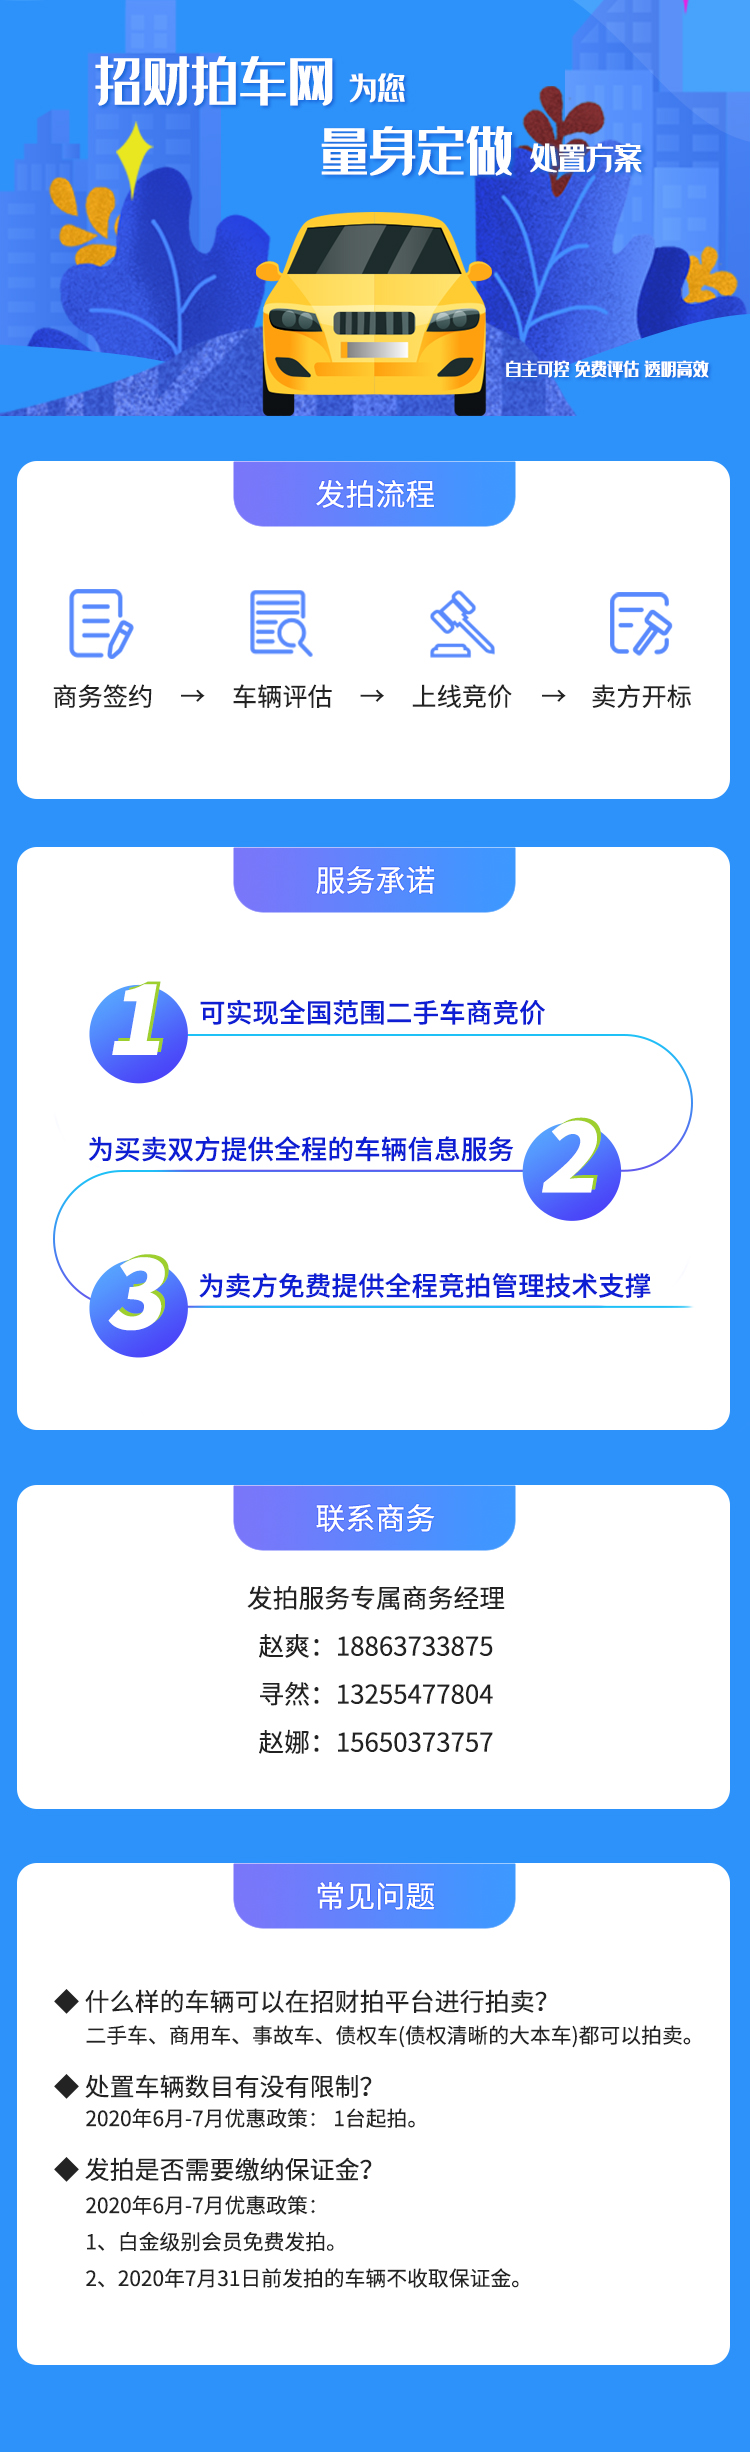 招财拍车网 为您
量身定做 处置方案
自主可控 免费评估 透明高效
发拍流程
商务签约 → 车辆评估 → 上线竞价 → 卖方开标
服务承诺
1 可实现全国范围二手车商竞价
为买卖双方提供全程的车辆信息服务 2
3 为卖方免费提供全程竞拍管理技术支撑
联系商务
发拍服务专属商务经理
赵爽：18863733875
寻然：13255477804
赵娜：15650373757
常见问题
◆ 什么样的车辆可以在招财拍平台进行拍卖？
二手车、商用车、事故车、债权车(债权清晰的大本车)都可以拍卖。
◆ 处置车辆数目有没有限制？
2020年6月-7月优惠政策： 1台起拍。
◆ 发拍是否需要缴纳保证金？
2020年6月-7月优惠政策：
1、白金级别会员免费发拍。
2、2020年7月31日前发拍的车辆不收取保证金。